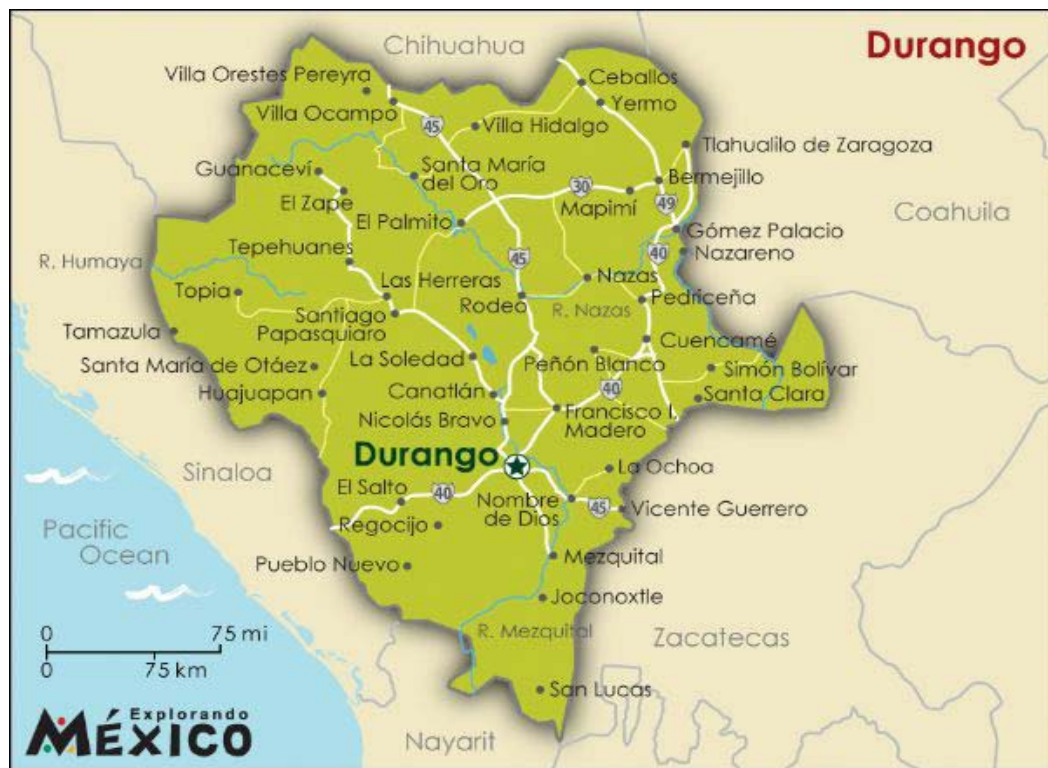 Chihuahua
Durango
Villa Orestes Pereyra
Ceballos
Villa Ocampo
Yermo
45
Villa Hidalgo
Tlahualilo de Zaragoza
Guanaceví
Santa María
del Oro
30
Bermejillo
El Zape
Mapimí
49
El Palmito
Coahuila
Gómez Palacio
Tepehuanes
45
40
Nazareno
R. Humaya
Las Herreras
Nazas
Topia
Rodeo
R. Nazas
Pedriceña
Santiago
Papasquiaro
Tamazula
Cuencamé
La Soledad
Peñón Blanco
Santa María de Otáez
Simón Bolívar
Huajuapan
Canatlán
40
Santa Clara
Nicolás Bravo
Francisco I.
Madero
Durango
La Ochoa
Sinaloa
El Salto
40
Nombre
de Dios
45
Vicente Guerrero
Regocijo
Pacific
Ocean
Pueblo Nuevo
Mezquital
Joconoxtle
0
75 mi
R. Mezquital
Zacatecas
0
75 km
San Lucas
Explorando
MÉXICO
Nayarit